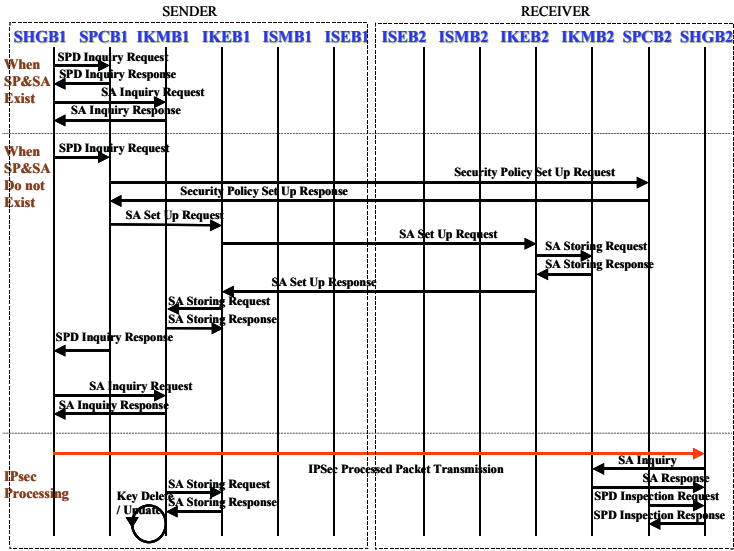 SENDER
RECEIVER
SHGB1 SPCB1 IKMB1 IKEB1 ISMB1 ISEB1 ISEB2 ISMB2 IKEB2 IKMB2 SPCB2 SHGB2
When
SP&SA
Exist
SPD Inquiry Request
SPD Inquiry Response
SA Inquiry Request
SA Inquiry Response
When
SP&SA
Do not
Exist
SPD Inquiry Request
Security Policy Set Up Request
Security Policy Set Up Response
SA Set Up Request
SA Set Up Request
SA Storing Request
SA Storing Response
SA Set Up Response
SA Storing Request
SA Storing Response
SPD Inquiry Response
SA Inquiry Request
SA Inquiry Response
IPsec
Processing
IPSec Processed Packet Transmission
SA Inquiry
SA Response
SPD Inspection Request
SPD Inspection Response
SA Storing Request
SA Storing Response
Key Delete
/ Update